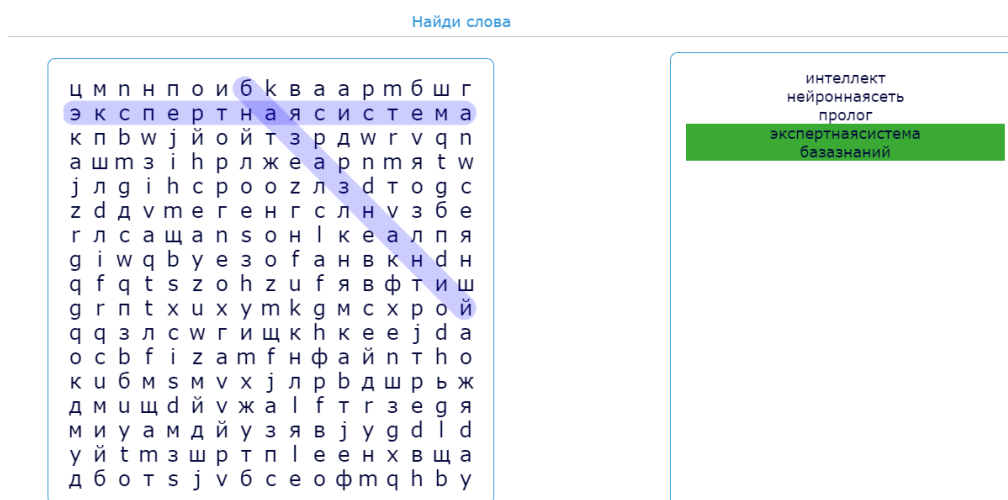 Найди слова
ц м п н п о и б k в а а р m б ш г
э к с п е р т н а я с и с т е м а
к п b w j й о й т з р д w r v q n
а ш m з i h р л ж е а р n m я t w
j л g i h с р о о z л з d т о g с
z d д v m е г е н г с л н v з б е
r л с а щ а n s о н l к е а л п я
g i w q b у е з о f а н в к н d н
q f q t s z о h z u f я в ф т и ш
g r п t x u x у m k g м с х р о й
q q з л с w г и щ к h к е е j d а
о с b f i z а m f н ф а й n т h о
к u б м s м v x j л р b д ш р ь ж
д м u щ d й v ж а l f т r з е g я
м и у а м д й у з я в j у g d l d
у й t m з ш р т п l е е н х в щ а
д б о т s j v б с е о ф m q h b у
интеллект
нейроннаясеть
пролог
экспертнаясистема
базазнаний